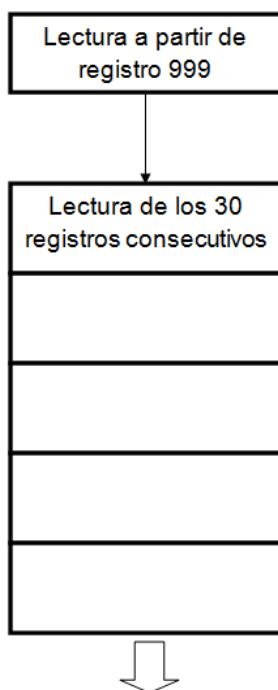 Lectura a partir de
registro 999
Lectura de los 30
registros consecutivos